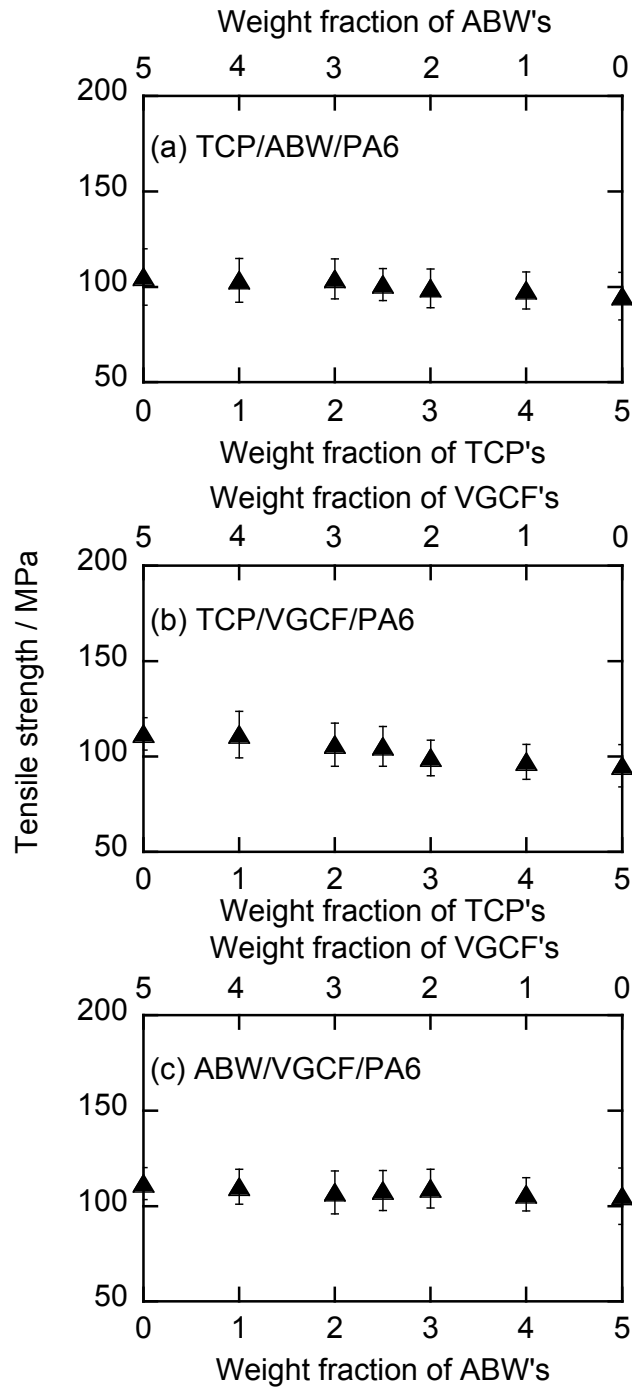 Weight fraction of ABW's
5 4 3 2 1 0
200
(a) TCP/ABW/PA6
150
100
50
0 1 2 3 4 5
Weight fraction of TCP's
Weight fraction of VGCF's
5 4 3 2 1 0
200
(b) TCP/VGCF/PA6
150
Tensile strength / MPa
100
50
0 1 2 3 4 5
Weight fraction of TCP's
Weight fraction of VGCF's
5 4 3 2 1 0
200
(c) ABW/VGCF/PA6
150
100
50
0 1 2 3 4 5
Weight fraction of ABW's